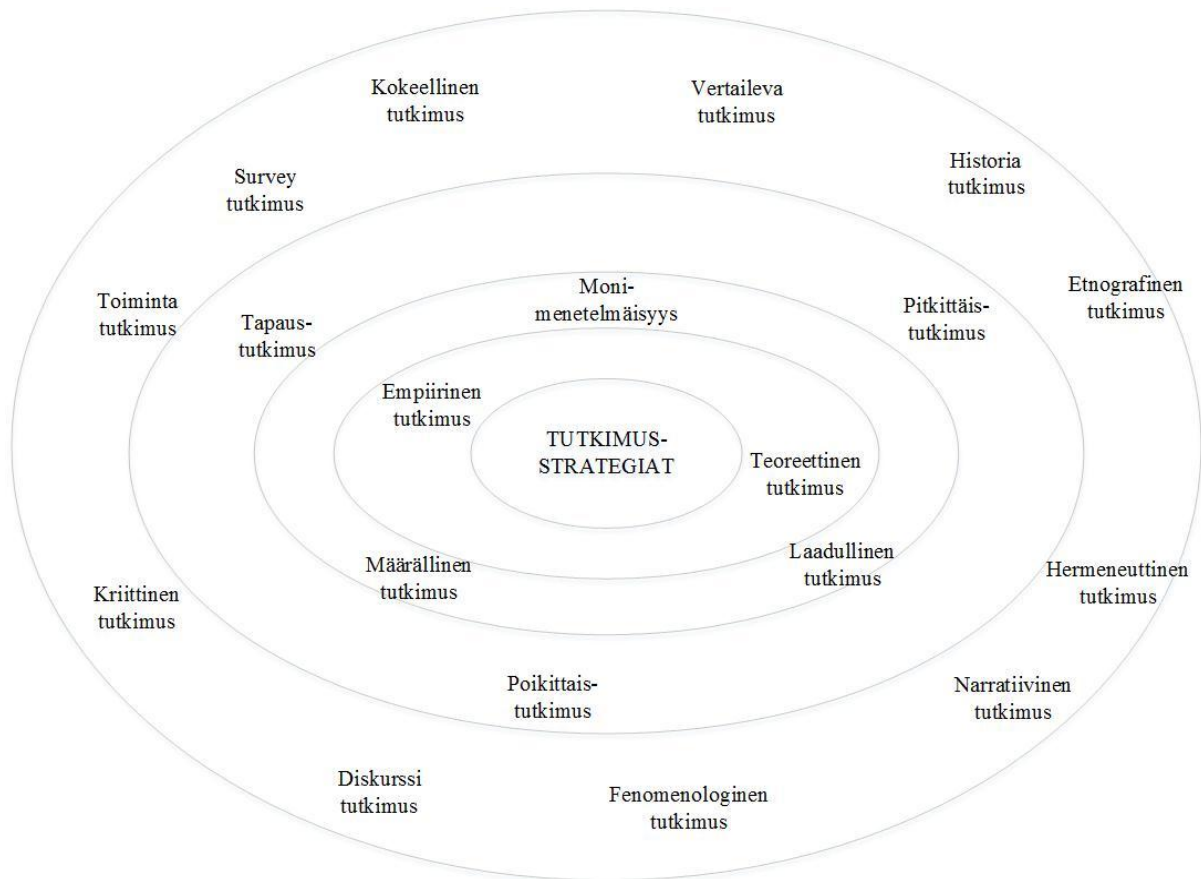 Kokeellinen
tutkimus
Vertaileva
tutkimus
Survey
tutkimus
Historia
tutkimus
Toiminta
tutkimus
Tapaus-
tutkimus
Moni-
menetelmäisyys
Pitkittäis-
tutkimus
Etnografinen
tutkimus
Empiirinen
tutkimus
TUTKIMUS-
STRATEGIAT
Teoreettinen
tutkimus
Määrällinen
tutkimus
Laadullinen
tutkimus
Kriittinen
tutkimus
Hermeneuttinen
tutkimus
Poikittais-
tutkimus
Narratiivinen
tutkimus
Diskurssi
tutkimus
Fenomenologinen
tutkimus